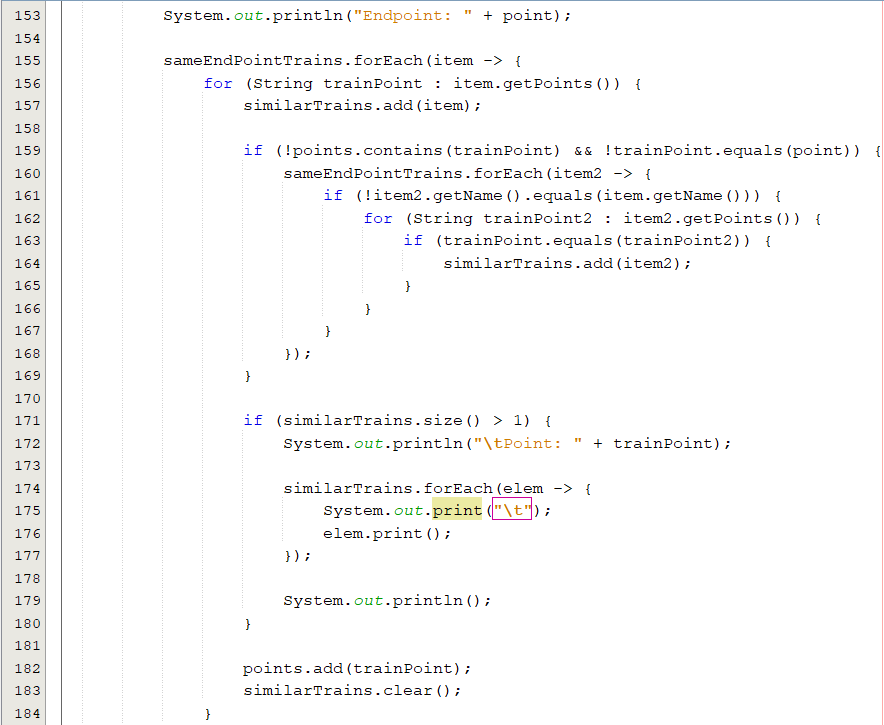 153 System.out.println("Endpoint: " + point);
154
155 sameEndPointTrains.forEach(item -> {
156 for (String trainPoint : item.getPoints()) {
157 similarTrains.add(item);
158
159 if (!points.contains(trainPoint) && !trainPoint.equals(point)) {
160 sameEndPointTrains.forEach(item2 -> {
161 if (!item2.getName().equals(item.getName())) {
162 for (String trainPoint2 : item2.getPoints()) {
163 if (trainPoint.equals(trainPoint2)) {
164 similarTrains.add(item2);
165 }
166 }
167 }
168 });
169 }
170
171 if (similarTrains.size() > 1) {
172 System.out.println("\tPoint: " + trainPoint);
173
174 similarTrains.forEach(elem -> {
175 System.out.print("\t");
176 elem.print();
177 });
178
179 System.out.println();
180 }
181
182 points.add(trainPoint);
183 similarTrains.clear();
184 }